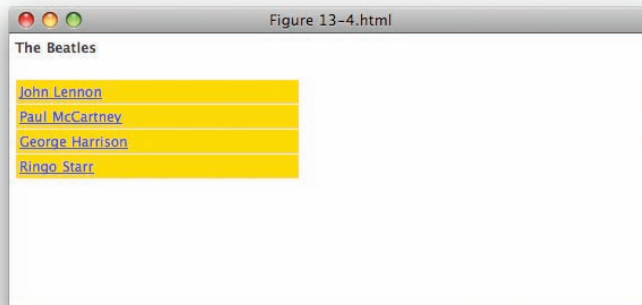 Figure 13-4.html
The Beatles
John Lennon
Paul McCartney
George Harrison
Ringo Starr